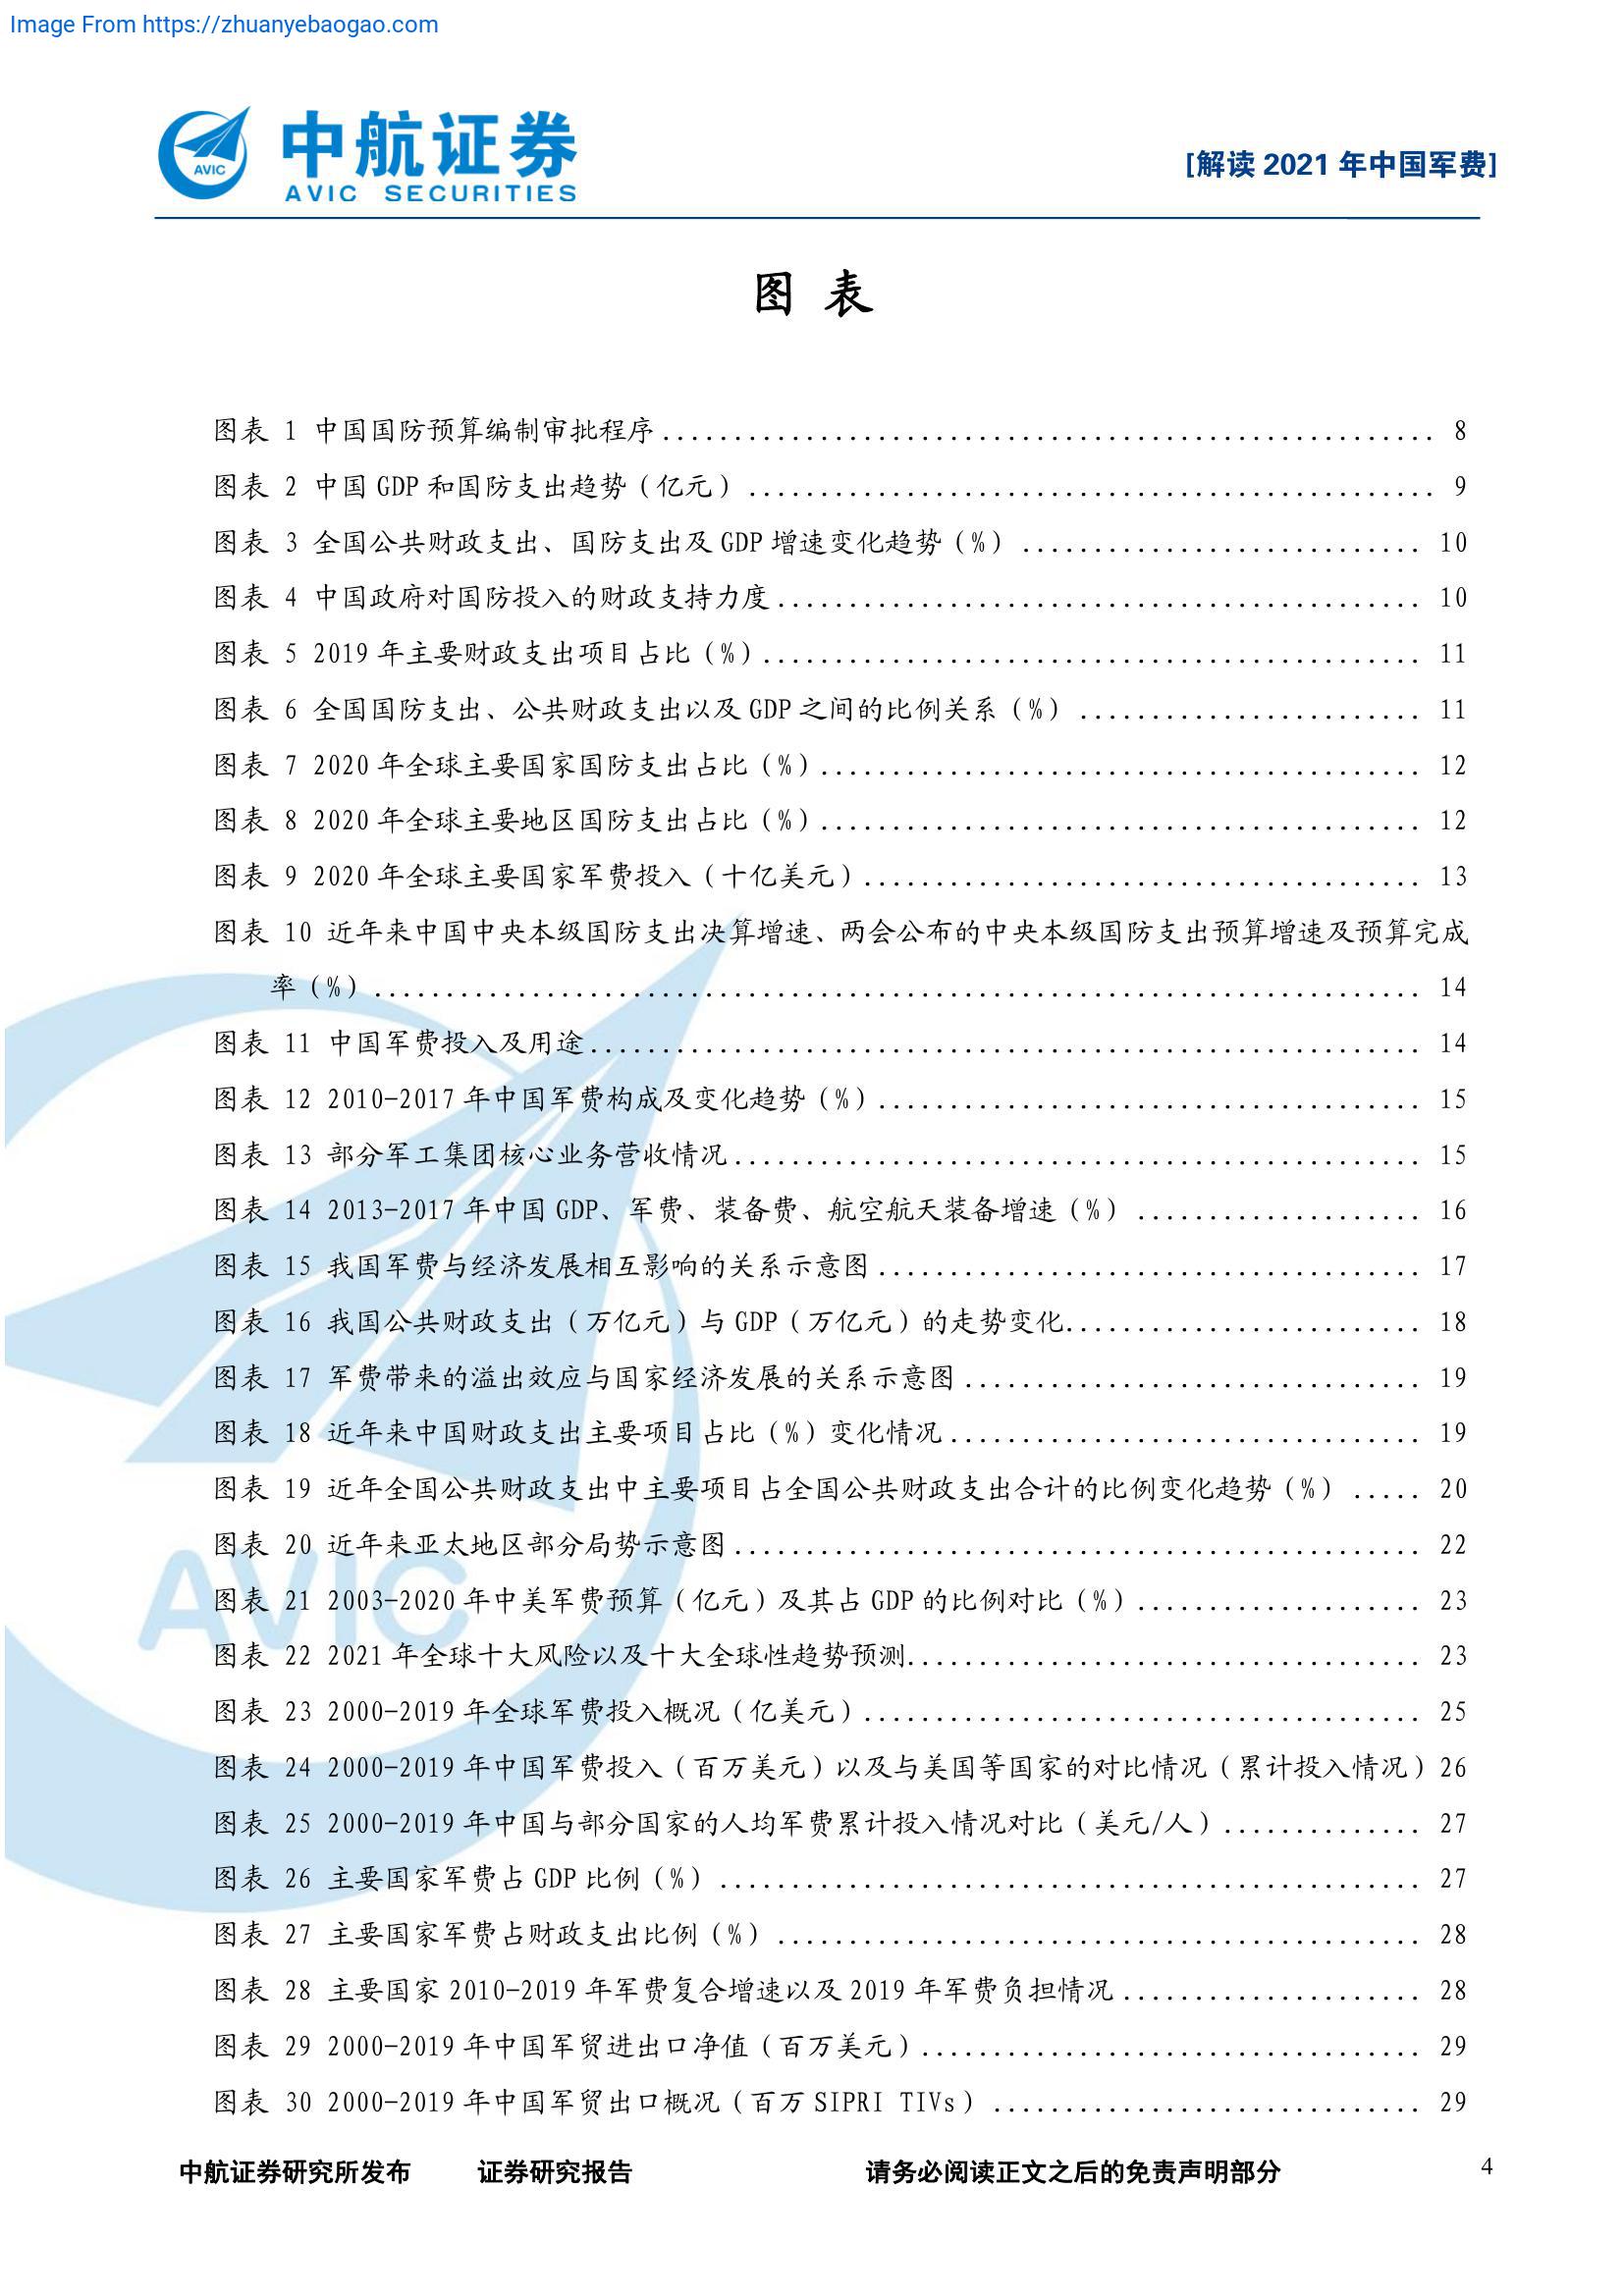 Image From https://zhuanyebaogao.com
中航证券
AVIC SECURITIES
AVIC
[解读 2021 年中国军费]
图 表
图表 1 中国国防预算编制审批程序 8
图表 2 中国 GDP 和国防支出趋势（亿元） 9
图表 3 全国公共财政支出、国防支出及 GDP 增速变化趋势（%） 10
图表 4 中国政府对国防投入的财政支持力度 10
图表 5 2019 年主要财政支出项目占比（%） 11
图表 6 全国国防支出、公共财政支出以及 GDP 之间的比例关系（%） 11
图表 7 2020 年全球主要国家国防支出占比（%） 12
图表 8 2020 年全球主要地区国防支出占比（%） 12
图表 9 2020 年全球主要国家军费投入（十亿美元） 13
图表 10 近年来中国中央本级国防支出决算增速、两会公布的中央本级国防支出预算增速及预算完成
率（%） 14
图表 11 中国军费投入及用途 14
图表 12 2010-2017 年中国军费构成及变化趋势（%） 15
图表 13 部分军工集团核心业务营收情况 15
图表 14 2013-2017 年中国 GDP、军费、装备费、航空航天装备增速（%） 16
图表 15 我国军费与经济发展相互影响的关系示意图 17
图表 16 我国公共财政支出（万亿元）与 GDP（万亿元）的走势变化 18
图表 17 军费带来的溢出效应与国家经济发展的关系示意图 19
图表 18 近年来中国财政支出主要项目占比（%）变化情况 19
图表 19 近年全国公共财政支出中主要项目占全国公共财政支出合计的比例变化趋势（%） 20
图表 20 近年来亚太地区部分局势示意图 22
图表 21 2003-2020 年中美军费预算（亿元）及其占 GDP 的比例对比（%） 23
图表 22 2021 年全球十大风险以及十大全球性趋势预测 23
图表 23 2000-2019 年全球军费投入概况（亿美元） 25
图表 24 2000-2019 年中国军费投入（百万美元）以及与美国等国家的对比情况（累计投入情况）26
图表 25 2000-2019 年中国与部分国家的人均军费累计投入情况对比（美元/人） 27
图表 26 主要国家军费占 GDP 比例（%） 27
图表 27 主要国家军费占财政支出比例（%） 28
图表 28 主要国家 2010-2019 年军费复合增速以及 2019 年军费负担情况 28
图表 29 2000-2019 年中国军贸进出口净值（百万美元） 29
图表 30 2000-2019 年中国军贸出口概况（百万 SIPRI TIVs） 29
AVIC
中航证券研究所发布 证券研究报告 请务必阅读正文之后的免责声明部分 4